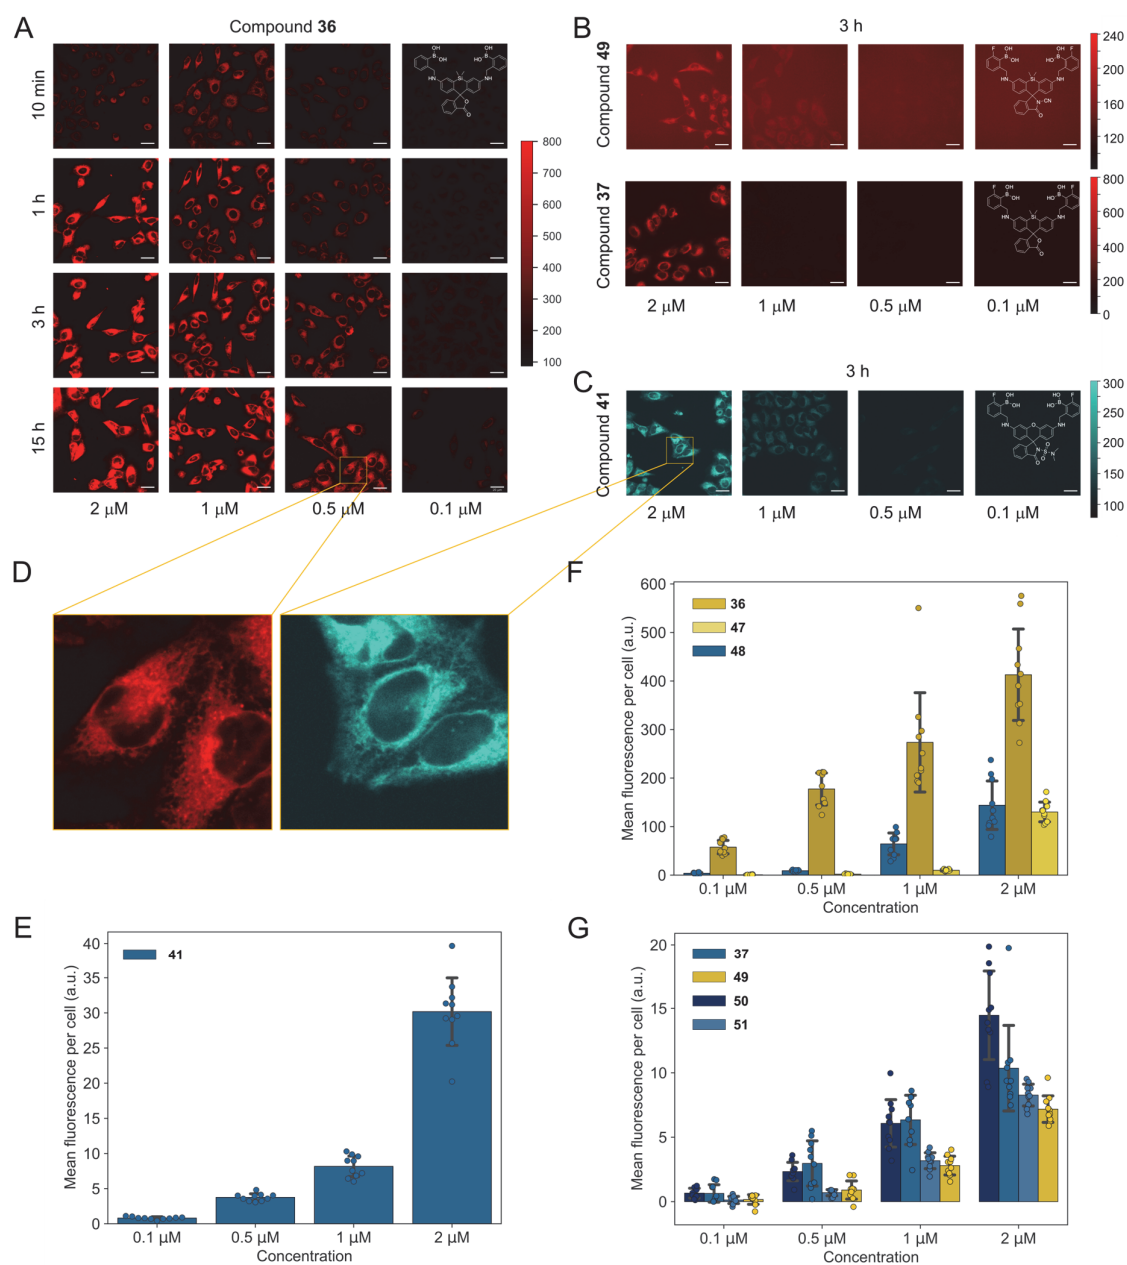 A
Compound 36
10 min
1 h
3 h
15 h
2 μM
1 μM
0.5 μM
0.1 μM
800
700
600
500
400
300
200
100
B
3 h
Compound 49
240
200
160
120
Compound 37
800
600
400
200
0
2 μM
1 μM
0.5 μM
0.1 μM
C
3 h
Compound 41
300
250
200
150
100
2 μM
1 μM
0.5 μM
0.1 μM
D
E
Mean fluorescence per cell (a.u.)
41
40
35
30
25
20
15
10
5
0
0.1 μM
0.5 μM
1 μM
2 μM
Concentration
F
Mean fluorescence per cell (a.u.)
36
47
48
600
500
400
300
200
100
0
0.1 μM
0.5 μM
1 μM
2 μM
Concentration
G
Mean fluorescence per cell (a.u.)
37
49
50
51
20
15
10
5
0
0.1 μM
0.5 μM
1 μM
2 μM
Concentration